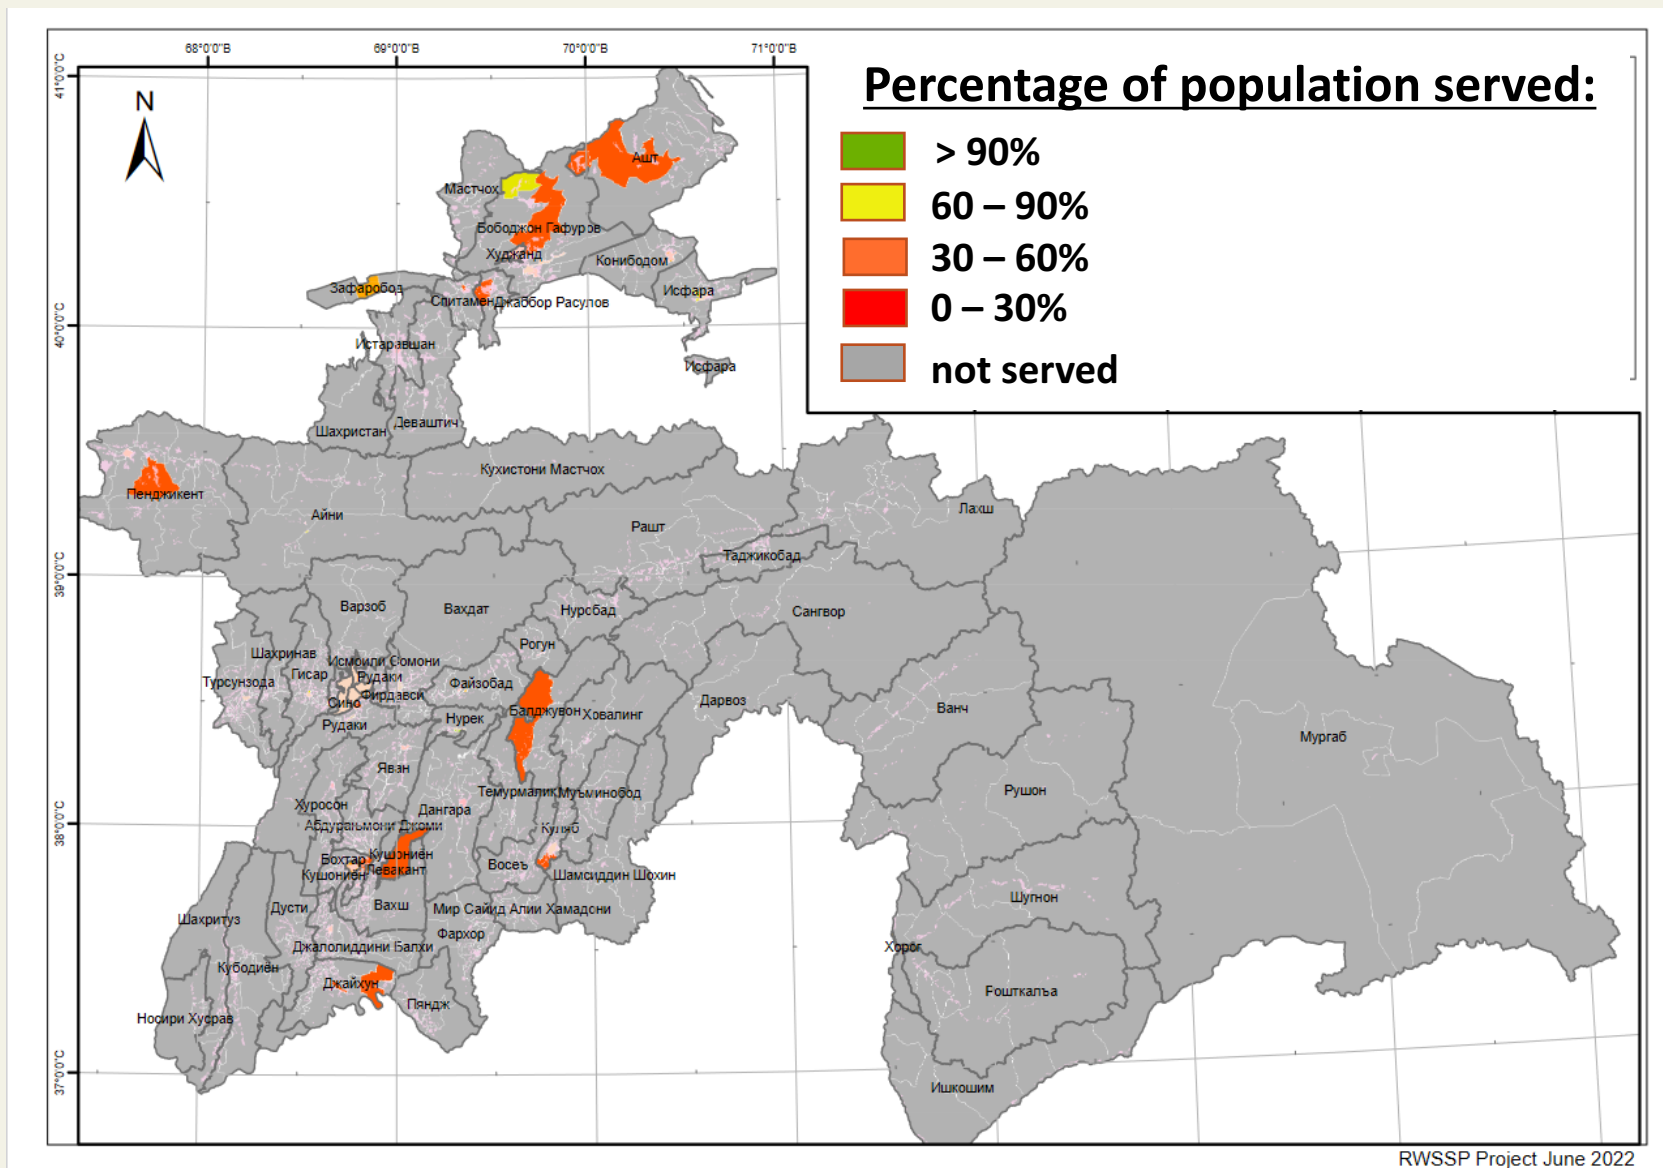 68°0'0"В 69°0'0"В 70°0'0"В 71°0'0"В
41°0'0"С
40°0'0"С
39°0'0"С
38°0'0"С
37°0'0"С
N
Percentage of population served:
> 90%
60 – 90%
30 – 60%
0 – 30%
not served
Ашт
Мастчох
Бободжон Гафуров
Худжанд
Конибодом
Зафаробод
Исфара
Спитамен
Джаббор Расулов
Истаравшан
Исфара
Деваштич
Шахристан
Кухистони Мастчох
Пенджикент
Айни
Лахш
Рашт
Таджикобад
Варзоб
Вахдат
Нурсбад
Сангвор
Рогун
Шахринав
Исмоили Сомони
Гисар
Рудаки
Турсунзода
Файзобад
Фирдавси
Сино
Дарвоз
Ванч
Балджувон
Ховалинг
Нурек
Рудаки
Мургаб
Яван
Рушон
Темурмалик
Муъминобод
Хуросон
Дангара
Абдураҳмони Джоми
Куляб
Кушониён
Бохтар
Восеъ
Левакант
Кушониён
Шамсиддин Шохин
Шугнон
Вахш
Дусти
Мир Сайид Алии Хамадони
Шахритуз
Фархор
Джалолиддини Балхи
Хорог
Кубодиён
Джайхун
Рошткалъа
Пяндж
Носири Хусрав
Ишкошим
RWSSP Project June 2022